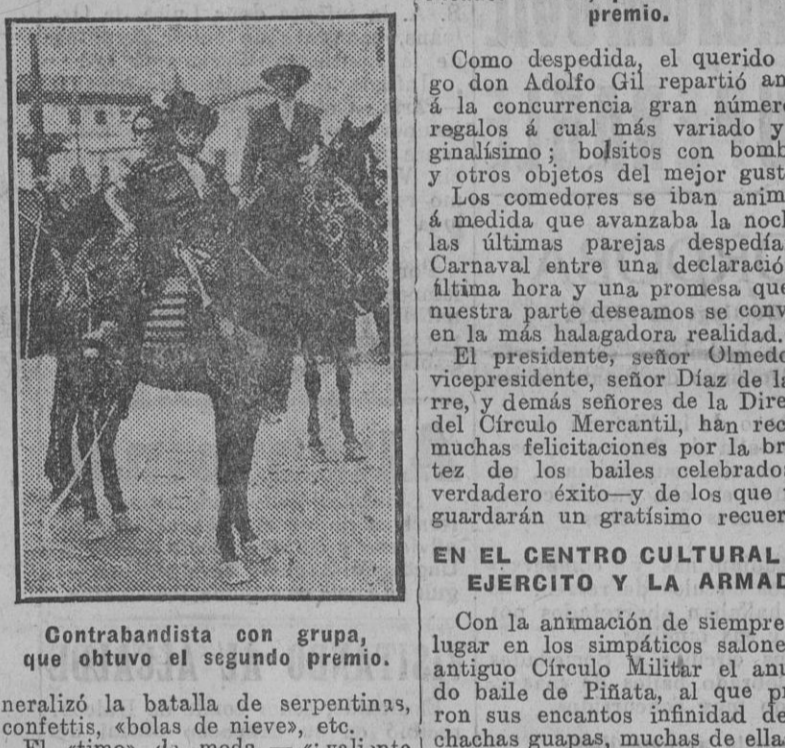 Contrabandista con grupa,
que obtuvo el segundo premio.
neralizó la batalla de serpentinas,
confettis, «bolas de nieve», etc.
premio.
Como despedida, el querido
go don Adolfo Gil repartió an
á la concurrencia gran número
regalos á cual más variado y
ginalísimo; bolsitos con bomb
y otros objetos del mejor gust
Los comedores se iban anim
á medida que avanzaba la noch
las últimas parejas despedía
Carnaval entre una declaració
última hora y una promesa que
nuestra parte deseamos se conv
en la más halagadora realidad.
El presidente, señor Olmedo
vicepresidente, señor Díaz de la
rre, y demás señores de la Dire
del Círculo Mercantil, han rec
muchas felicitaciones por la br
tez de los bailes celebrado
verdadero éxito—y de los que
guardarán un gratísimo recuer
EN EL CENTRO CULTURAL
EJERCITO Y LA ARMAD
Con la animación de siempre
lugar en los simpáticos salone
antiguo Círculo Militar el anu
do baile de Piñata, al que pr
ron sus encantos infinidad de
chachas guapas, muchas de ella